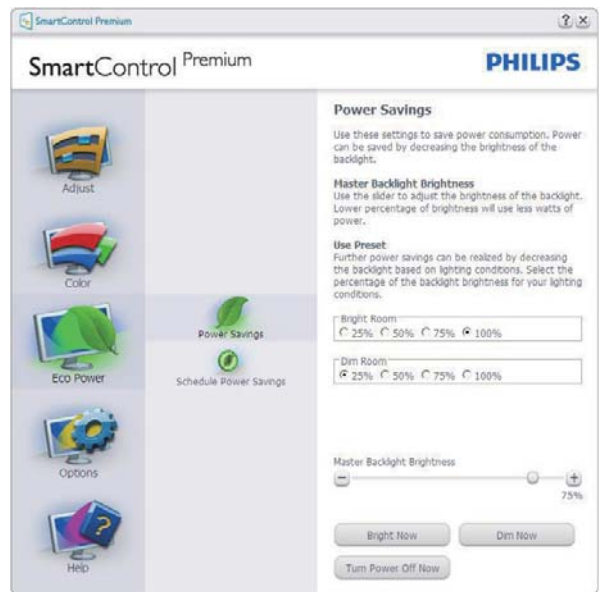 SmartControl Premium
SmartControl Premium
PHILIPS
Adjust
Color
Eco Power
Options
Help
Power Savings
Schedule Power Savings
Power Savings
Use these settings to save power consumption. Power
can be saved by decreasing the brightness of the
backlight.
Master Backlight Brightness
Use the slider to adjust the brightness of the backlight.
Lower percentage of brightness will use less watts of
power.
Use Preset
Further power savings can be realized by decreasing
the backlight based on lighting conditions. Select the
percentage of the backlight brightness for your lighting
conditions.
Bright Room
25% 50% 75% 100%
Dim Room
25% 50% 75% 100%
Master Backlight Brightness
75%
Bright Now
Dim Now
Turn Power Off Now